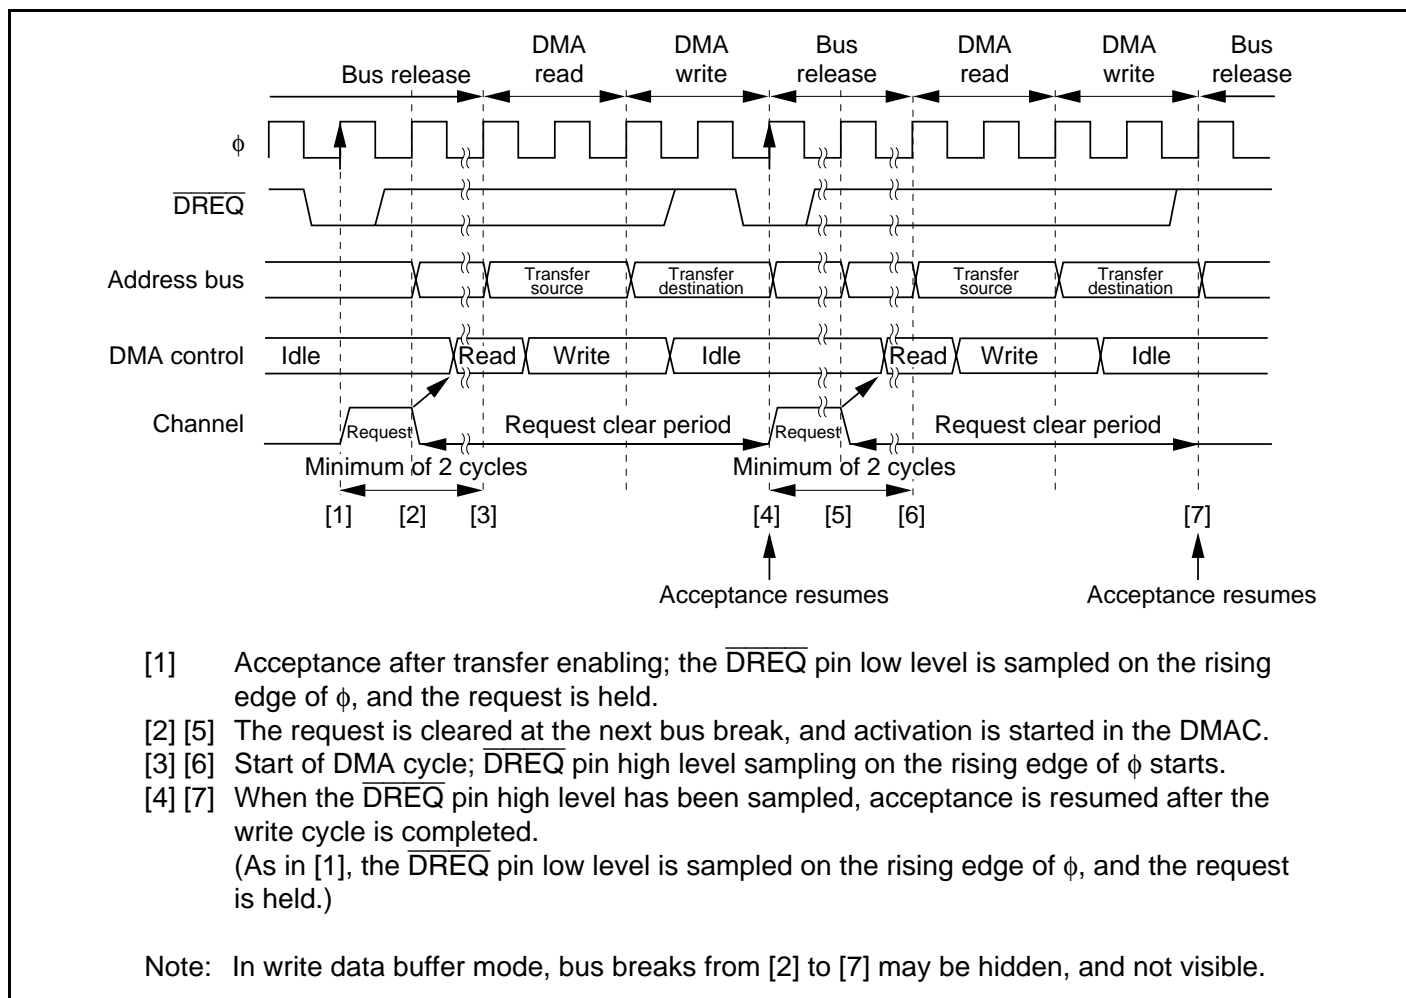 DMA DMA Bus DMA DMA Bus
Bus release read write release read write release
ϕ
DREQ
Address bus Transfer source Transfer destination Transfer source Transfer destination
DMA control Idle Read Write Idle Read Write Idle
Channel Request Request clear period Request Request clear period
Minimum of 2 cycles Minimum of 2 cycles
[1] [2] [3] [4] [5] [6] [7]
Acceptance resumes Acceptance resumes
[1] Acceptance after transfer enabling; the DREQ pin low level is sampled on the rising
edge of ϕ, and the request is held.
[2] [5] The request is cleared at the next bus break, and activation is started in the DMAC.
[3] [6] Start of DMA cycle; DREQ pin high level sampling on the rising edge of ϕ starts.
[4] [7] When the DREQ pin high level has been sampled, acceptance is resumed after the
write cycle is completed.
(As in [1], the DREQ pin low level is sampled on the rising edge of ϕ, and the request
is held.)
Note: In write data buffer mode, bus breaks from [2] to [7] may be hidden, and not visible.